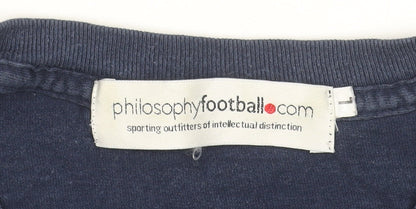 philosophyfootball.com
sporting outfitters of intellectual distinction
L